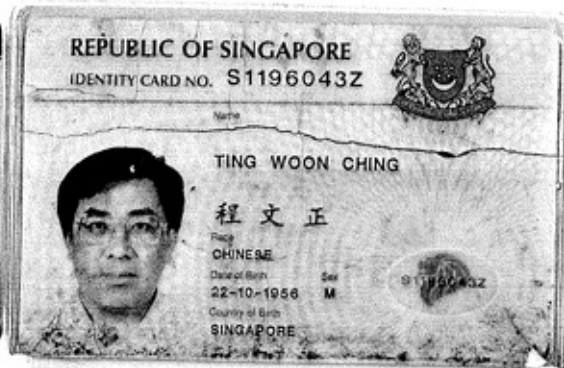 REPUBLIC OF SINGAPORE
IDENTITY CARD NO. S1196043Z
Name
TING WOON CHING
程文正
Race
CHINESE
Date of Birth Sex
22-10-1956 M
Country of Birth
SINGAPORE